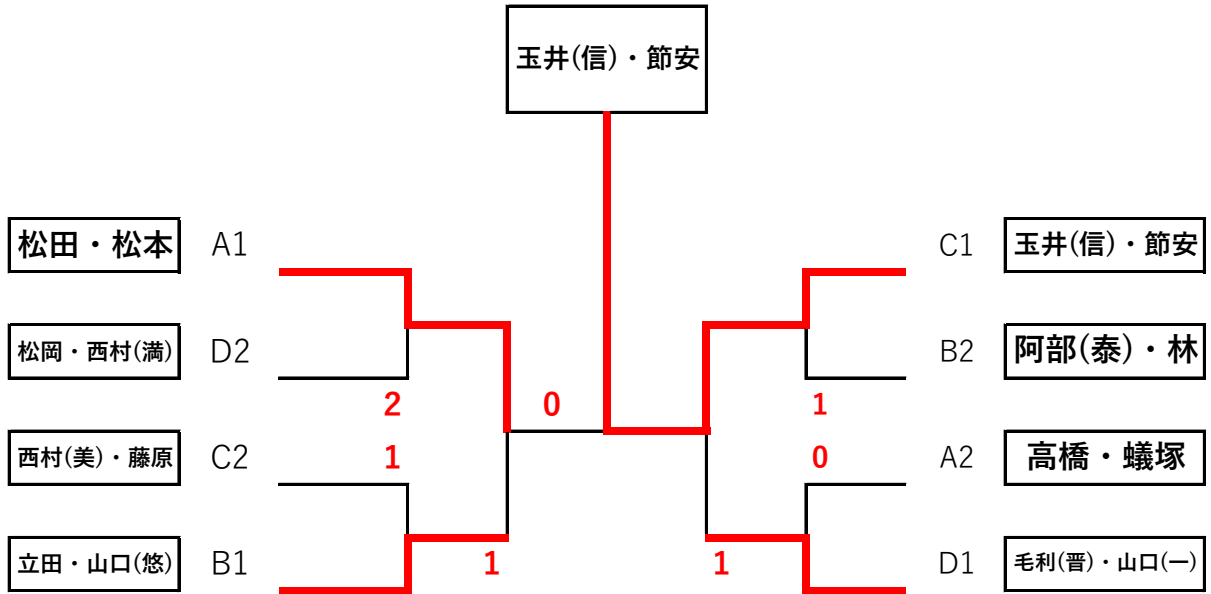 玉井(信)・節安
松田・松本 A1
C1 玉井(信)・節安
松岡・西村(満) D2
B2 阿部(泰)・林
2 0 1
西村(美)・藤原 C2 1
0 A2 高橋・蟻塚
立田・山口(悠) B1 1
1 D1 毛利(晋)・山口(一)